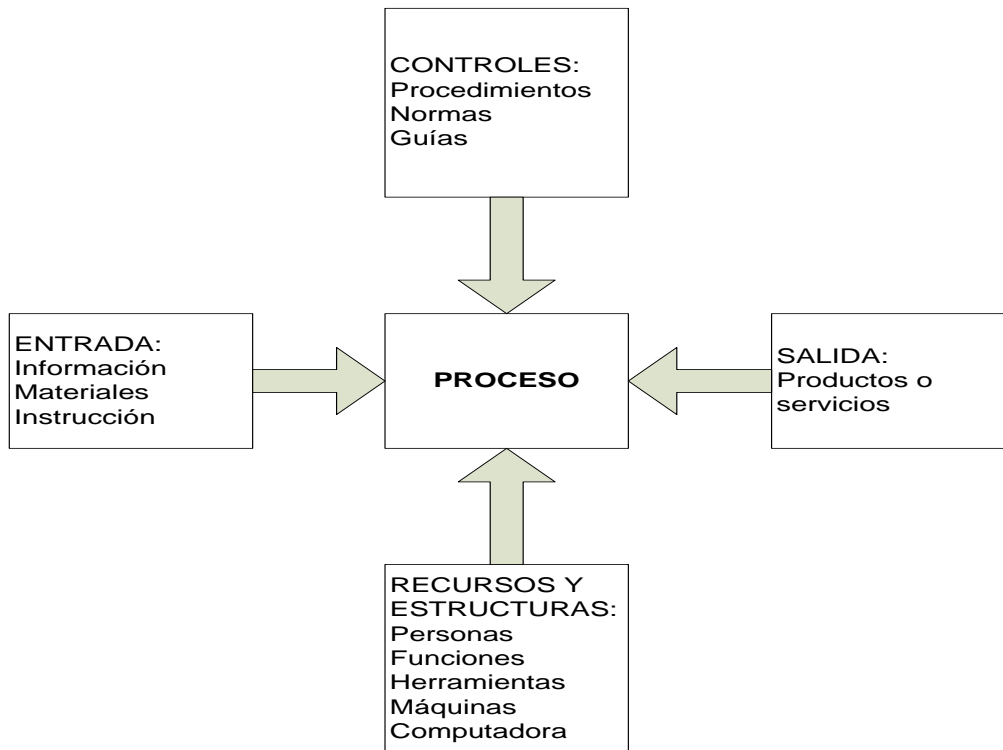 CONTROLES:
Procedimientos
Normas
Guías
ENTRADA:
Información
Materiales
Instrucción
PROCESO
SALIDA:
Productos o
servicios
RECURSOS Y
ESTRUCTURAS:
Personas
Funciones
Herramientas
Máquinas
Computadora